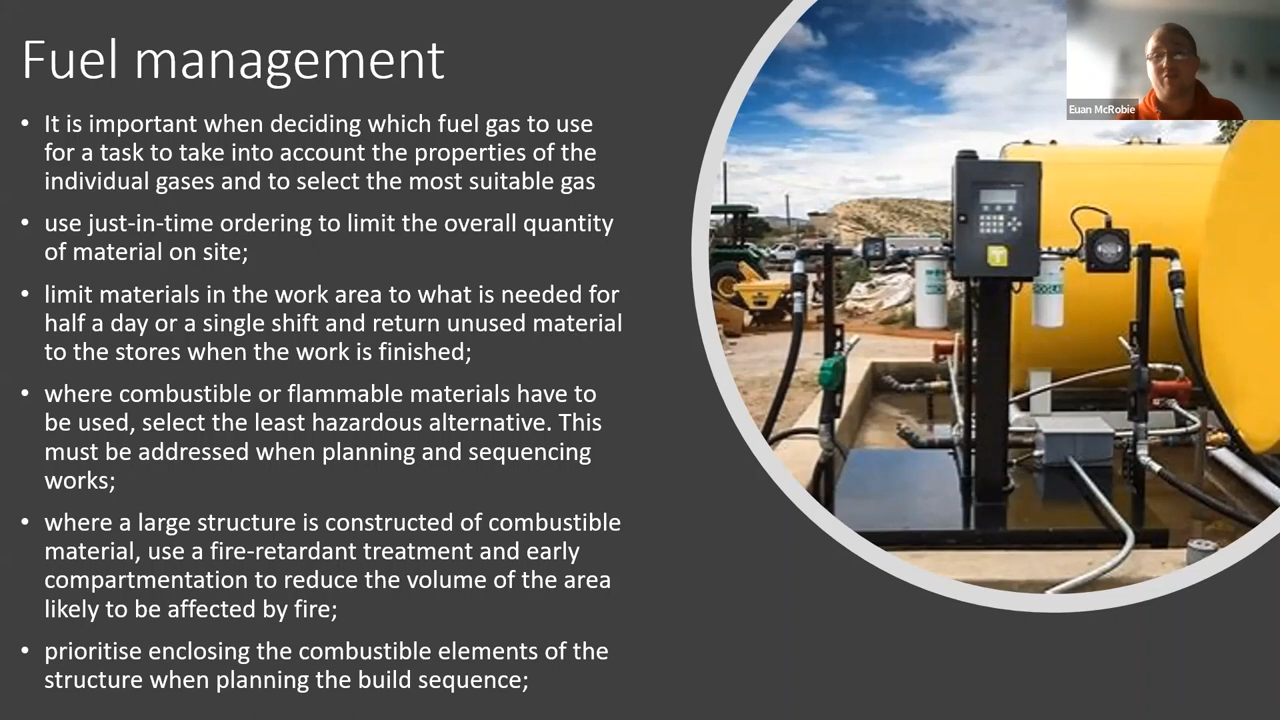 Fuel management
Euan McRobie
• It is important when deciding which fuel gas to use
for a task to take into account the properties of the
individual gases and to select the most suitable gas
• use just-in-time ordering to limit the overall quantity
of material on site;
• limit materials in the work area to what is needed for
half a day or a single shift and return unused material
to the stores when the work is finished;
• where combustible or flammable materials have to
be used, select the least hazardous alternative. This
must be addressed when planning and sequencing
works;
• where a large structure is constructed of combustible
material, use a fire-retardant treatment and early
compartmentation to reduce the volume of the area
likely to be affected by fire;
• prioritise enclosing the combustible elements of the
structure when planning the build sequence;